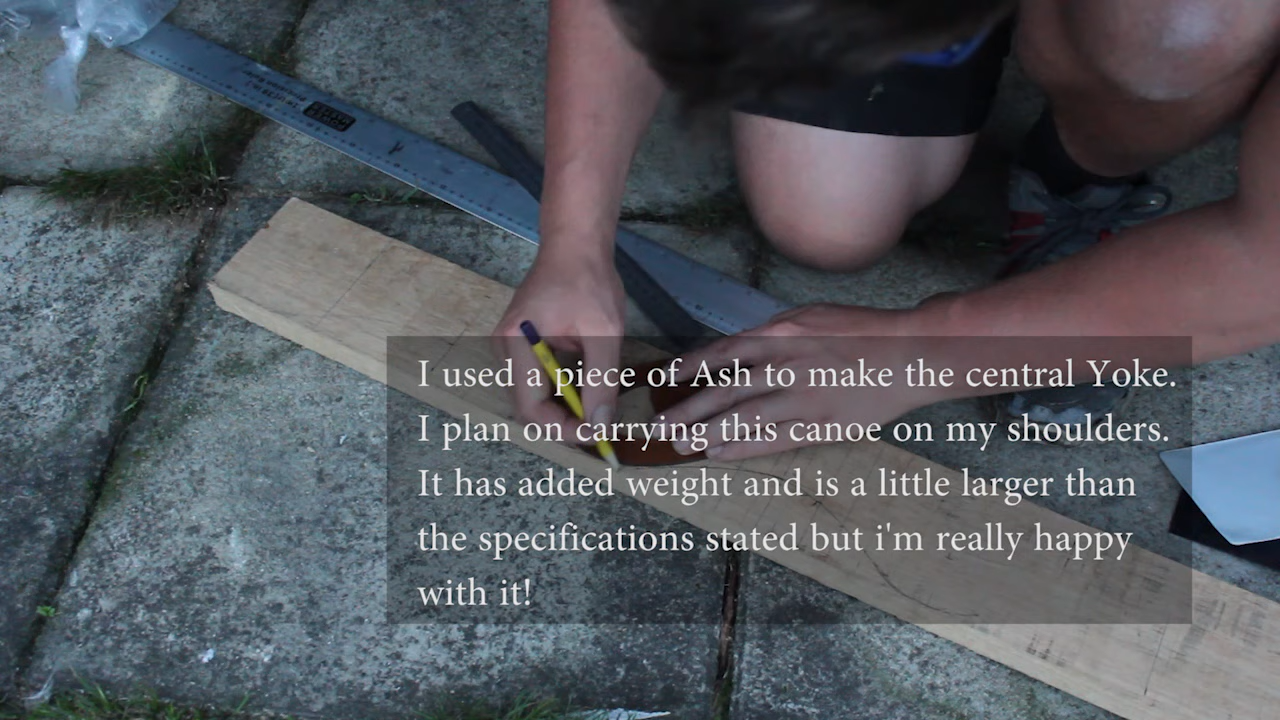 I used a piece of Ash to make the central Yoke.
I plan on carrying this canoe on my shoulders.
It has added weight and is a little larger than
the specifications stated but i'm really happy
with it!